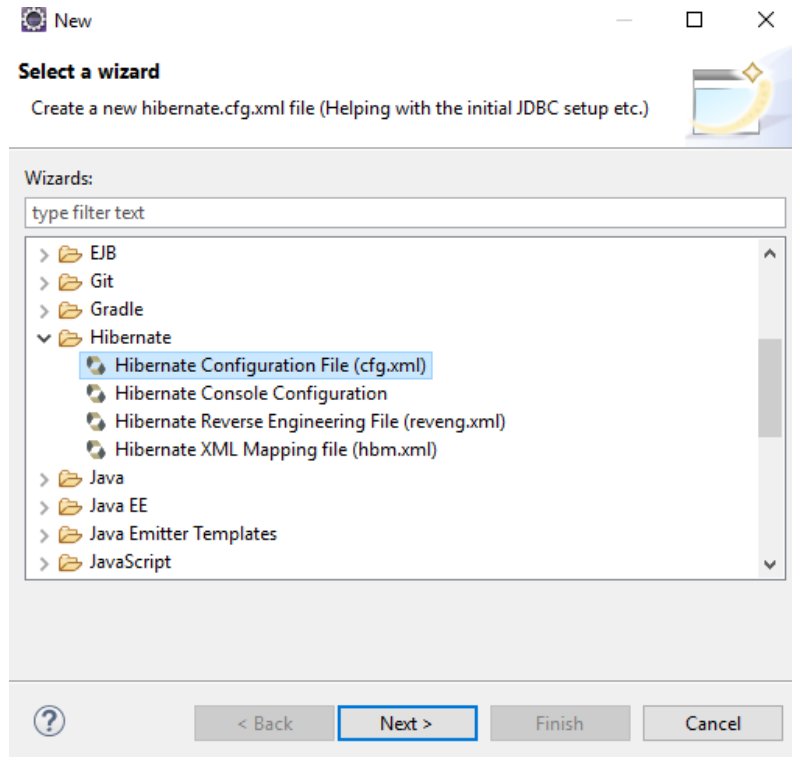 New
Select a wizard
Create a new hibernate.cfg.xml file (Helping with the initial JDBC setup etc.)
Wizards:
type filter text
EJB
Git
Gradle
Hibernate
Hibernate Configuration File (cfg.xml)
Hibernate Console Configuration
Hibernate Reverse Engineering File (reveng.xml)
Hibernate XML Mapping file (hbm.xml)
Java
Java EE
Java Emitter Templates
JavaScript
? < Back Next > Finish Cancel